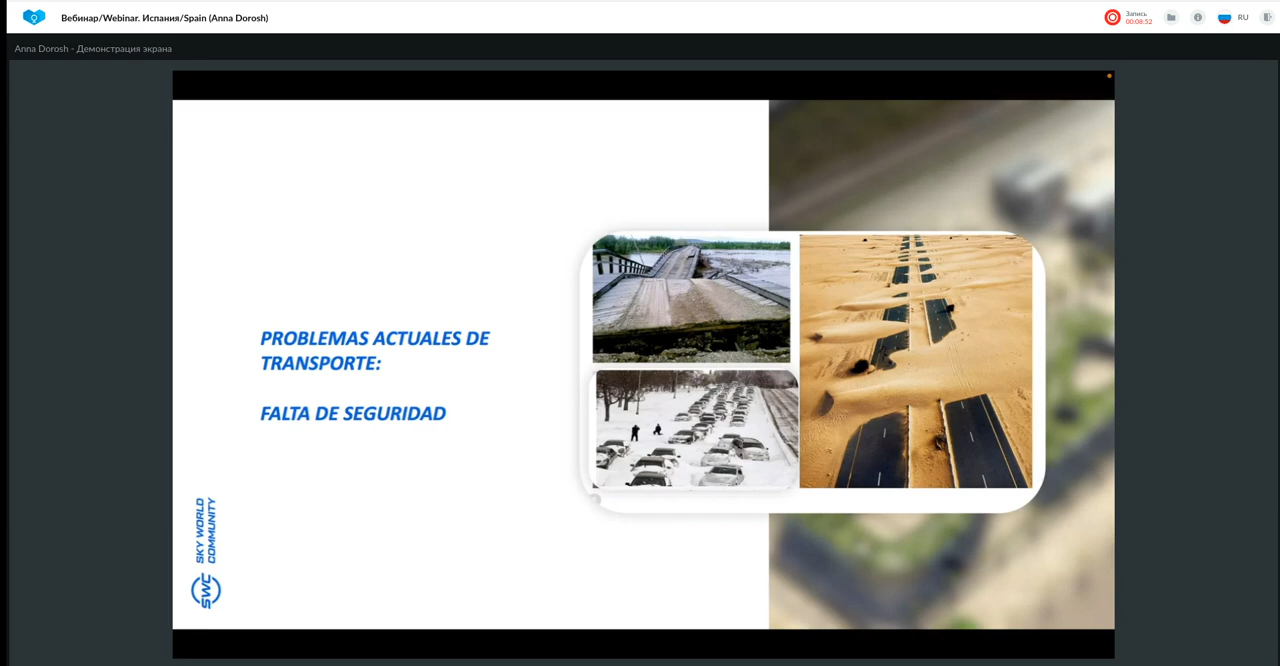 Вебинар/Webinar. Испания/Spain (Anna Dorosh)
Запись
00:08:52
RU
Anna Dorosh - Демонстрация экрана
PROBLEMAS ACTUALES DE
TRANSPORTE:
FALTA DE SEGURIDAD
SKY WORLD
COMMUNITY
SWC